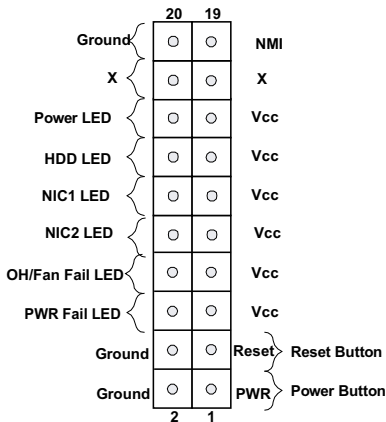 20 19
Ground NMI
X X
Power LED Vcc
HDD LED Vcc
NIC1 LED Vcc
NIC2 LED Vcc
OH/Fan Fail LED Vcc
PWR Fail LED Vcc
Ground Reset Reset Button
Ground PWR Power Button
2 1